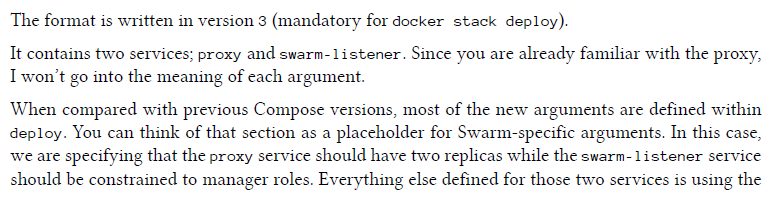 The format is written in version 3 (mandatory for docker stack deploy).
It contains two services; proxy and swarm-listener. Since you are already familiar with the proxy,
I won’t go into the meaning of each argument.
When compared with previous Compose versions, most of the new arguments are defined within
deploy. You can think of that section as a placeholder for Swarm-specific arguments. In this case,
we are specifying that the proxy service should have two replicas while the swarm-listener service
should be constrained to manager roles. Everything else defined for those two services is using the